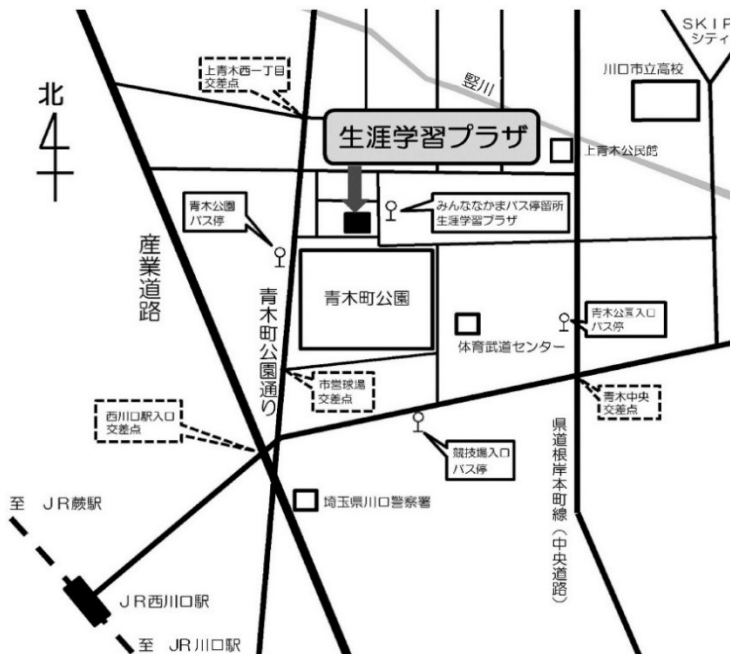 SKIP
シティ
川口市立高校
上青木西一丁目
交差点
竪川
北
生涯学習プラザ
上青木公民館
青木公園
バス停
みんななかまバス停留所
生涯学習プラザ
産業道路
青木町公園通り
青木町公園
青木公園入口
バス停
体育武道センター
市営球場
交差点
青木中央
交差点
西川口駅入口
交差点
競技場入口
バス停
県道根岸本町線(中央道路)
埼玉県川口警察署
至 JR蕨駅
JR西川口駅
至 JR川口駅